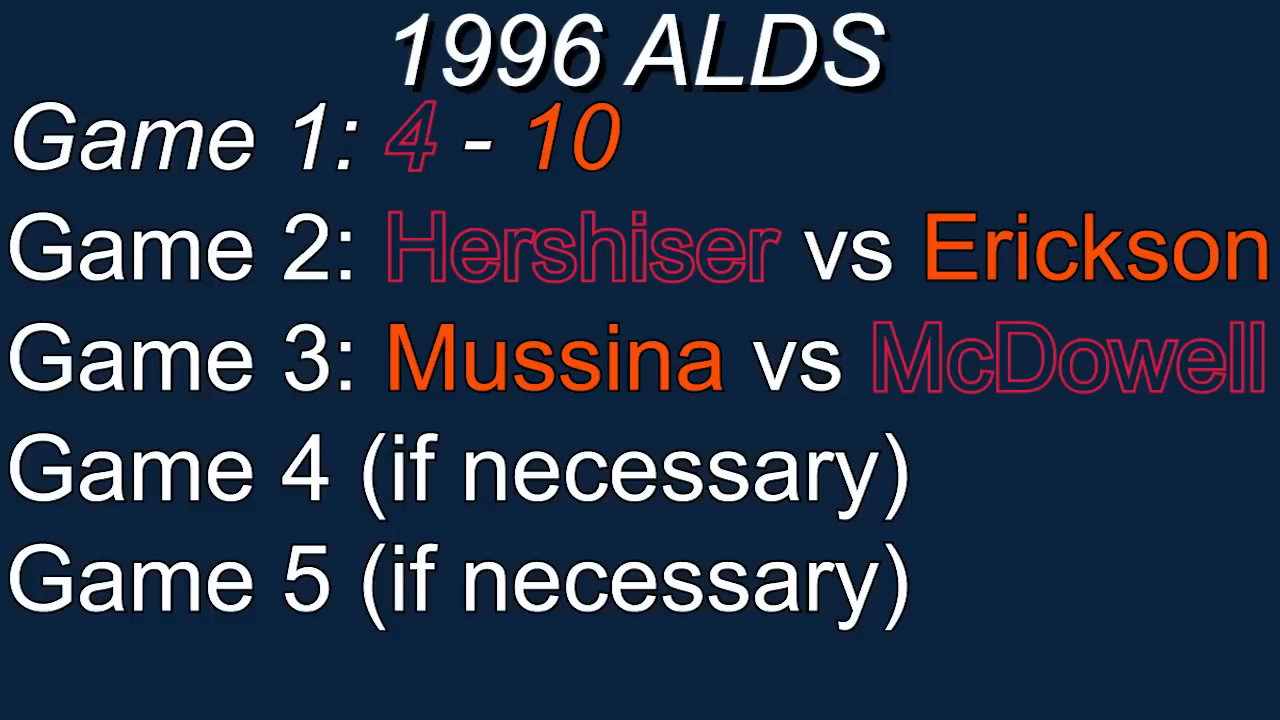 1996 ALDS
Game 1: 4 - 10
Game 2: Hershiser vs Erickson
Game 3: Mussina vs McDowell
Game 4 (if necessary)
Game 5 (if necessary)